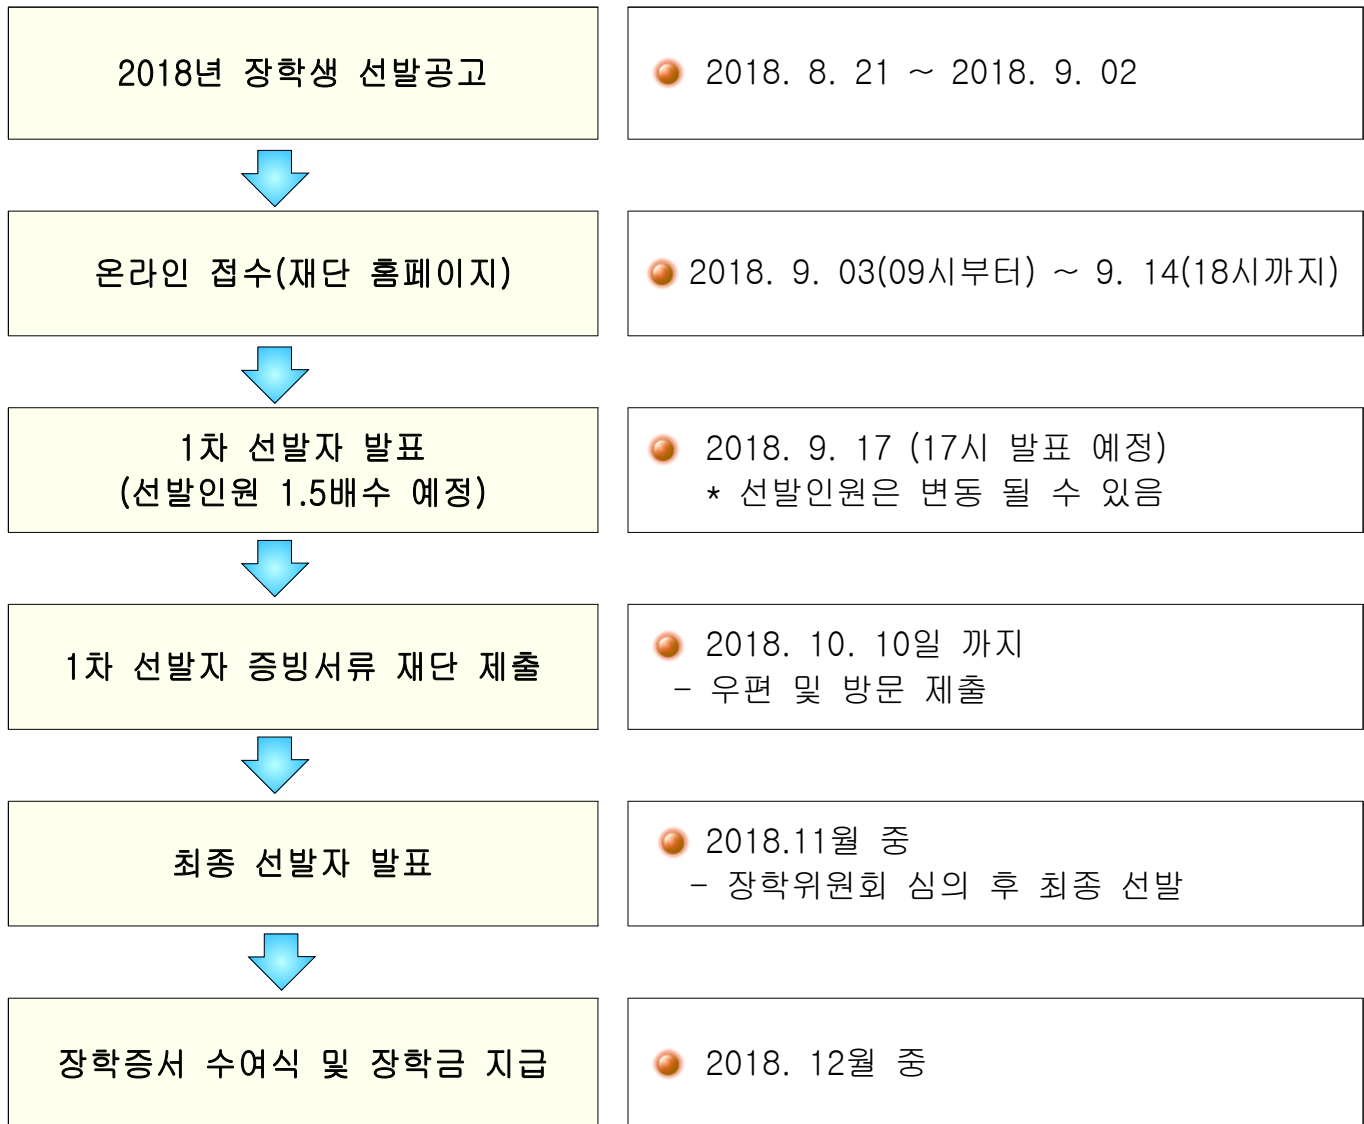 2018년 장학생 선발공고
2018. 8. 21 ~ 2018. 9. 02
온라인 접수(재단 홈페이지)
2018. 9. 03(09시부터) ~ 9. 14(18시까지)
1차 선발자 발표
(선발인원 1.5배수 예정)
2018. 9. 17 (17시 발표 예정)
* 선발인원은 변동 될 수 있음
1차 선발자 증빙서류 재단 제출
2018. 10. 10일 까지
- 우편 및 방문 제출
최종 선발자 발표
2018.11월 중
- 장학위원회 심의 후 최종 선발
장학증서 수여식 및 장학금 지급
2018. 12월 중